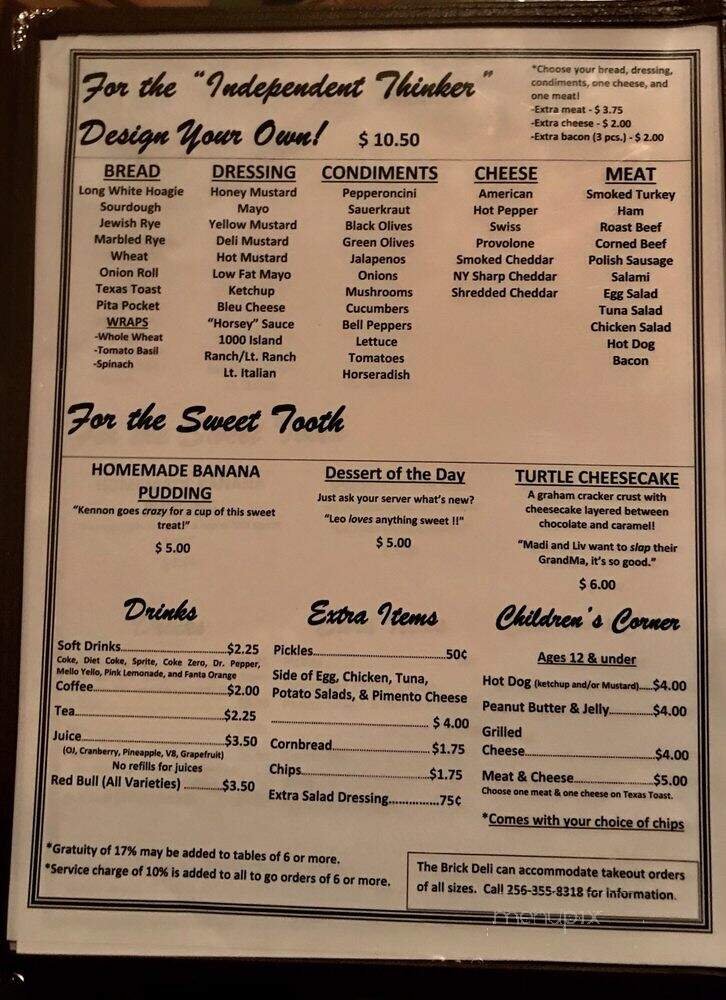 For the "Independent Thinker"
Design Your Own! $ 10.50
*Choose your bread, dressing,
condiments, one cheese, and
one meat!
-Extra meat - $ 3.75
-Extra cheese - $ 2.00
-Extra bacon (3 pcs.) - $ 2.00
BREAD
Long White Hoagie
Sourdough
Jewish Rye
Marbled Rye
Wheat
Onion Roll
Texas Toast
Pita Pocket
WRAPS
-Whole Wheat
-Tomato Basil
-Spinach
DRESSING
Honey Mustard
Mayo
Yellow Mustard
Deli Mustard
Hot Mustard
Low Fat Mayo
Ketchup
Bleu Cheese
"Horsey" Sauce
1000 Island
Ranch/Lt. Ranch
Lt. Italian
CONDIMENTS
Pepperoncini
Sauerkraut
Black Olives
Green Olives
Jalapenos
Onions
Mushrooms
Cucumbers
Bell Peppers
Lettuce
Tomatoes
Horseradish
CHEESE
American
Hot Pepper
Swiss
Provolone
Smoked Cheddar
NY Sharp Cheddar
Shredded Cheddar
MEAT
Smoked Turkey
Ham
Roast Beef
Corned Beef
Polish Sausage
Salami
Egg Salad
Tuna Salad
Chicken Salad
Hot Dog
Bacon
For the Sweet Tooth
HOMEMADE BANANA
PUDDING
"Kennon goes crazy for a cup of this sweet
treat!"
$ 5.00
Dessert of the Day
Just ask your server what's new?
"Leo loves anything sweet !!"
$ 5.00
TURTLE CHEESECAKE
A graham cracker crust with
cheesecake layered between
chocolate and caramel!
"Madi and Liv want to slap their
GrandMa, it's so good."
$ 6.00
Drinks
Soft Drinks..............................$2.25
Coke, Diet Coke, Sprite, Coke Zero, Dr. Pepper,
Mello Yello, Pink Lemonade, and Fanta Orange
Coffee....................................$2.00
Tea.........................................$2.25
Juice.......................................$3.50
(OJ, Cranberry, Pineapple, V8, Grapefruit)
No refills for juices
Red Bull (All Varieties) ............$3.50
Extra Items
Pickles......................................50¢
Side of Egg, Chicken, Tuna,
Potato Salads, & Pimento Cheese
............................................. $ 4.00
Cornbread............................$1.75
Chips.....................................$1.75
Extra Salad Dressing...............75¢
Children's Corner
Ages 12 & under
Hot Dog (ketchup and/or Mustard).....$4.00
Peanut Butter & Jelly.............$4.00
Grilled
Cheese....................................$4.00
Meat & Cheese.......................$5.00
Choose one meat & one cheese on Texas Toast.
*Comes with your choice of chips
*Gratuity of 17% may be added to tables of 6 or more.
*Service charge of 10% is added to all to go orders of 6 or more.
The Brick Deli can accommodate takeout orders
of all sizes. Call 256-355-8318 for information.
menupix